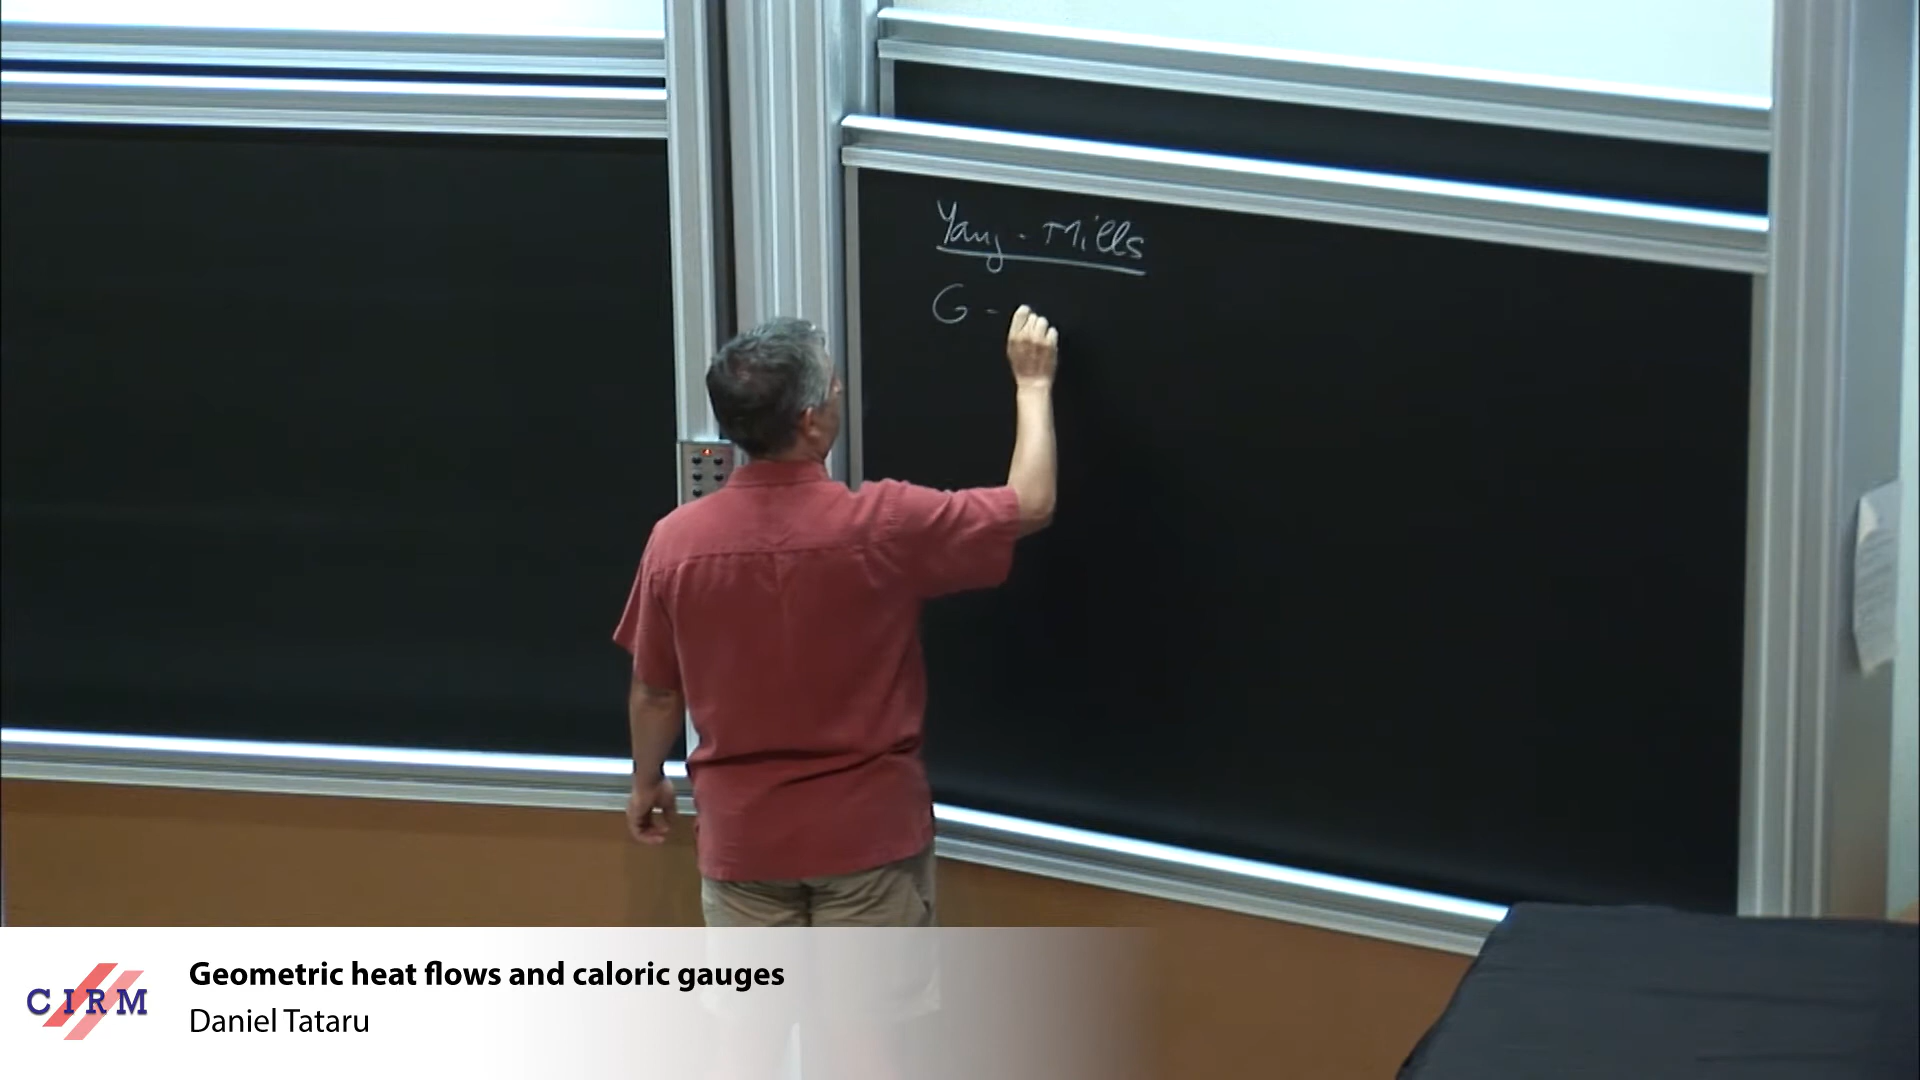 Yang - Mills
G -
CIRM
Geometric heat flows and caloric gauges
Daniel Tataru